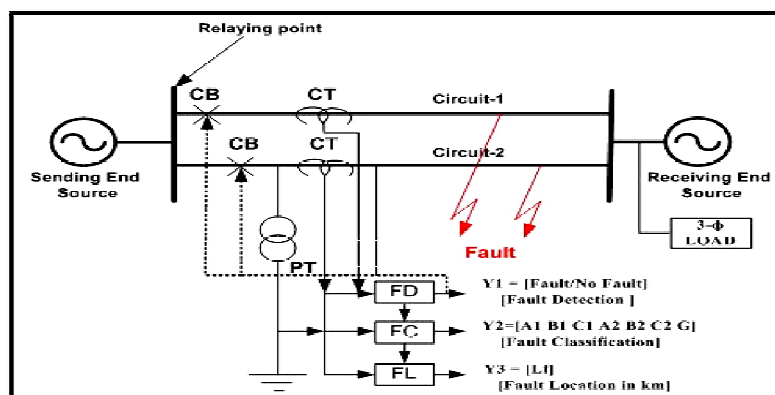 Relaying point
CB
CT
Circuit-1
CB
CT
Circuit-2
Sending End
Source
Receiving End
Source
3-ϕ
LOAD
Fault
PT
FD
Y1 = [Fault/No Fault]
[Fault Detection ]
FC
Y2=[A1 B1 C1 A2 B2 C2 G]
[Fault Classification]
FL
Y3 = [Lf]
[Fault Location in km]